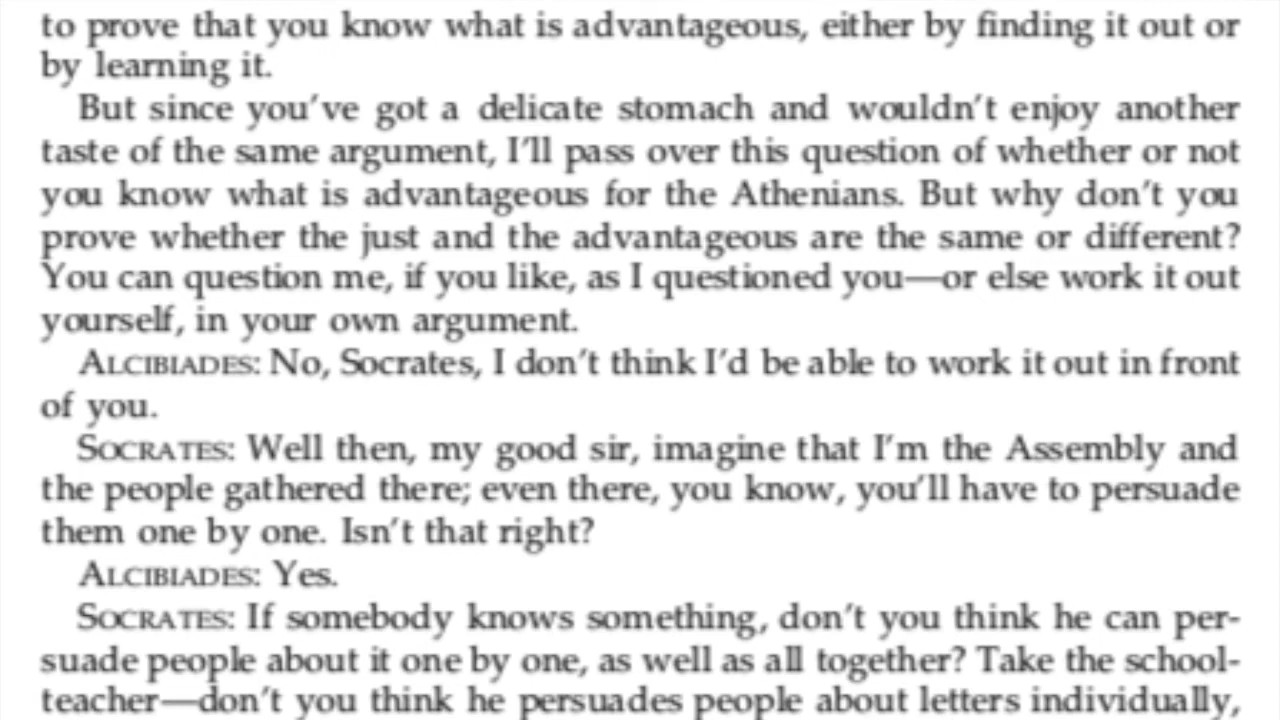 to prove that you know what is advantageous, either by finding it out or
by learning it.
But since you've got a delicate stomach and wouldn't enjoy another
taste of the same argument, I'll pass over this question of whether or not
you know what is advantageous for the Athenians. But why don't you
prove whether the just and the advantageous are the same or different?
You can question me, if you like, as I questioned you—or else work it out
yourself, in your own argument.
ALCIBIADES: No, Socrates, I don't think I'd be able to work it out in front
of you.
SOCRATES: Well then, my good sir, imagine that I'm the Assembly and
the people gathered there; even there, you know, you'll have to persuade
them one by one. Isn't that right?
ALCIBIADES: Yes.
SOCRATES: If somebody knows something, don't you think he can per-
suade people about it one by one, as well as all together? Take the school-
teacher—don't you think he persuades people about letters individually,